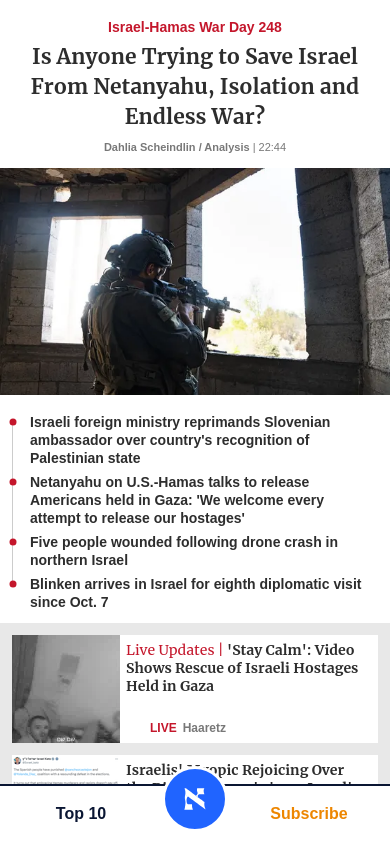 Israel-Hamas War Day 248
Is Anyone Trying to Save Israel
From Netanyahu, Isolation and
Endless War?
Dahlia Scheindlin / Analysis | 22:44
Israeli foreign ministry reprimands Slovenian
ambassador over country's recognition of
Palestinian state
Netanyahu on U.S.-Hamas talks to release
Americans held in Gaza: 'We welcome every
attempt to release our hostages'
Five people wounded following drone crash in
northern Israel
Blinken arrives in Israel for eighth diplomatic visit
since Oct. 7
Live Updates | 'Stay Calm': Video
Shows Rescue of Israeli Hostages
Held in Gaza
LIVE Haaretz
Israelis' Myopic Rejoicing Over
Top 10
Subscribe